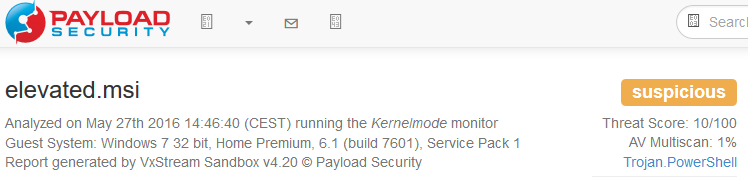 PAYLOAD
SECURITY
Search
elevated.msi
suspicious
Analyzed on May 27th 2016 14:46:40 (CEST) running the Kernelmode monitor
Threat Score: 10/100
Guest System: Windows 7 32 bit, Home Premium, 6.1 (build 7601), Service Pack 1
AV Multiscan: 1%
Report generated by VxStream Sandbox v4.20 © Payload Security
Trojan.PowerShell